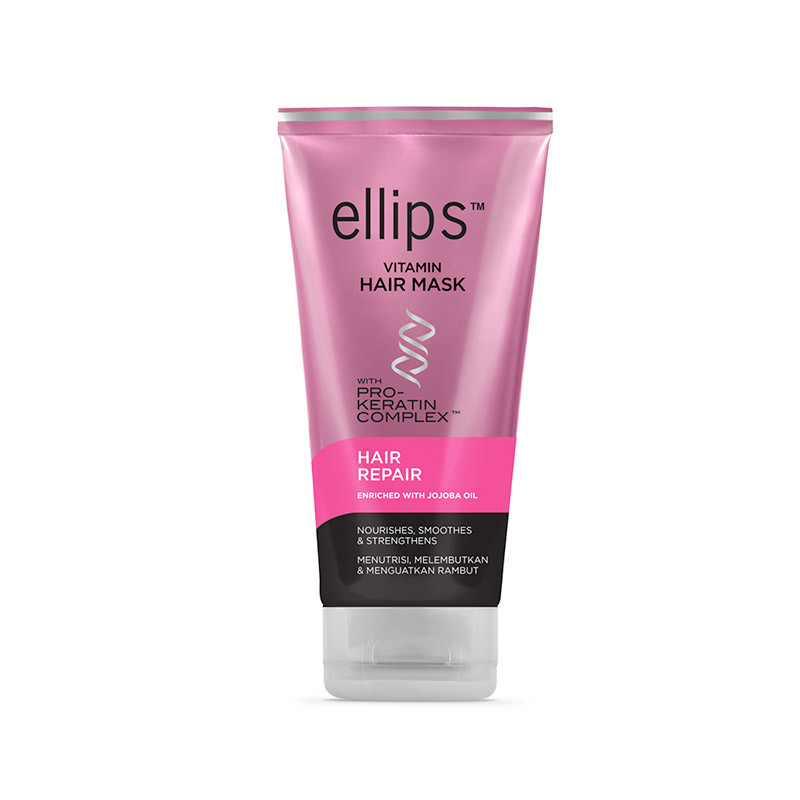 ellips™
VITAMIN
HAIR MASK
WITH
PRO-
KERATIN
COMPLEX™
HAIR
REPAIR
ENRICHED WITH JOJOBA OIL
NOURISHES, SMOOTHES
& STRENGTHENS
MENUTRISI, MELEMBUTKAN
& MENGUATKAN RAMBUT